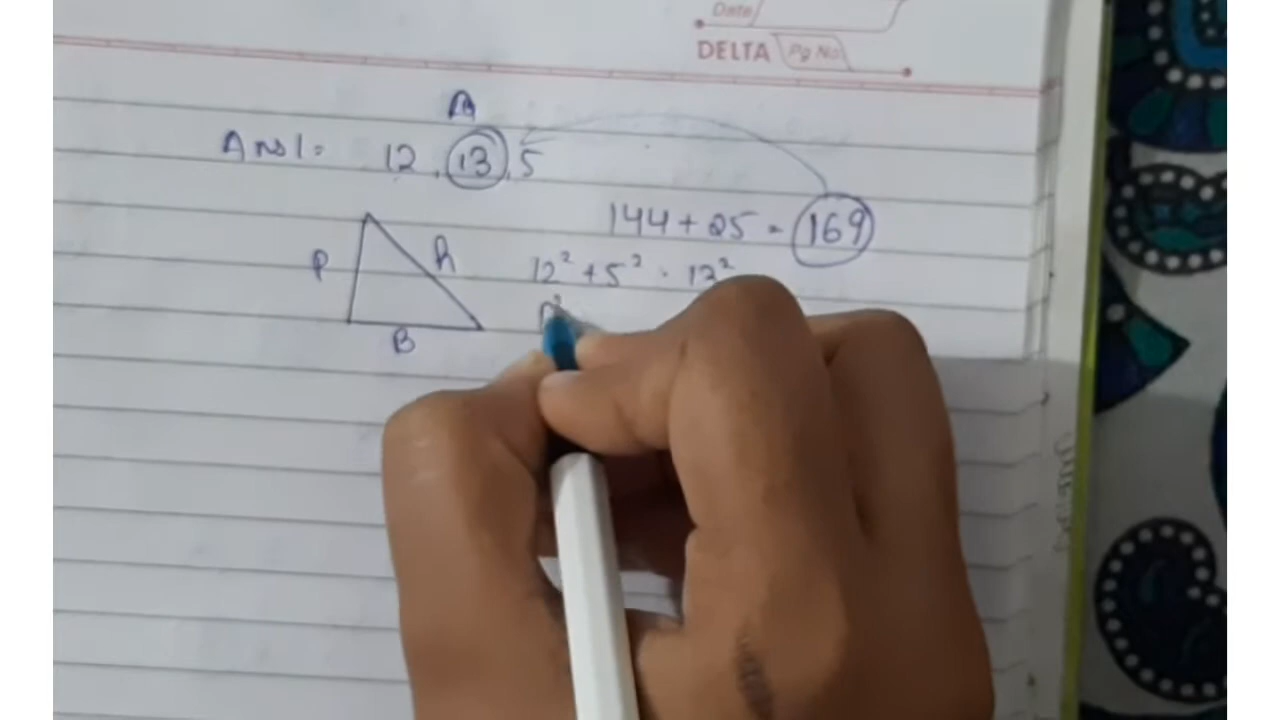 Date
DELTA Pg No
h
Ans1= 12, 13, 5
144 + 25 = 169
P h 12² + 5² = 13²
B